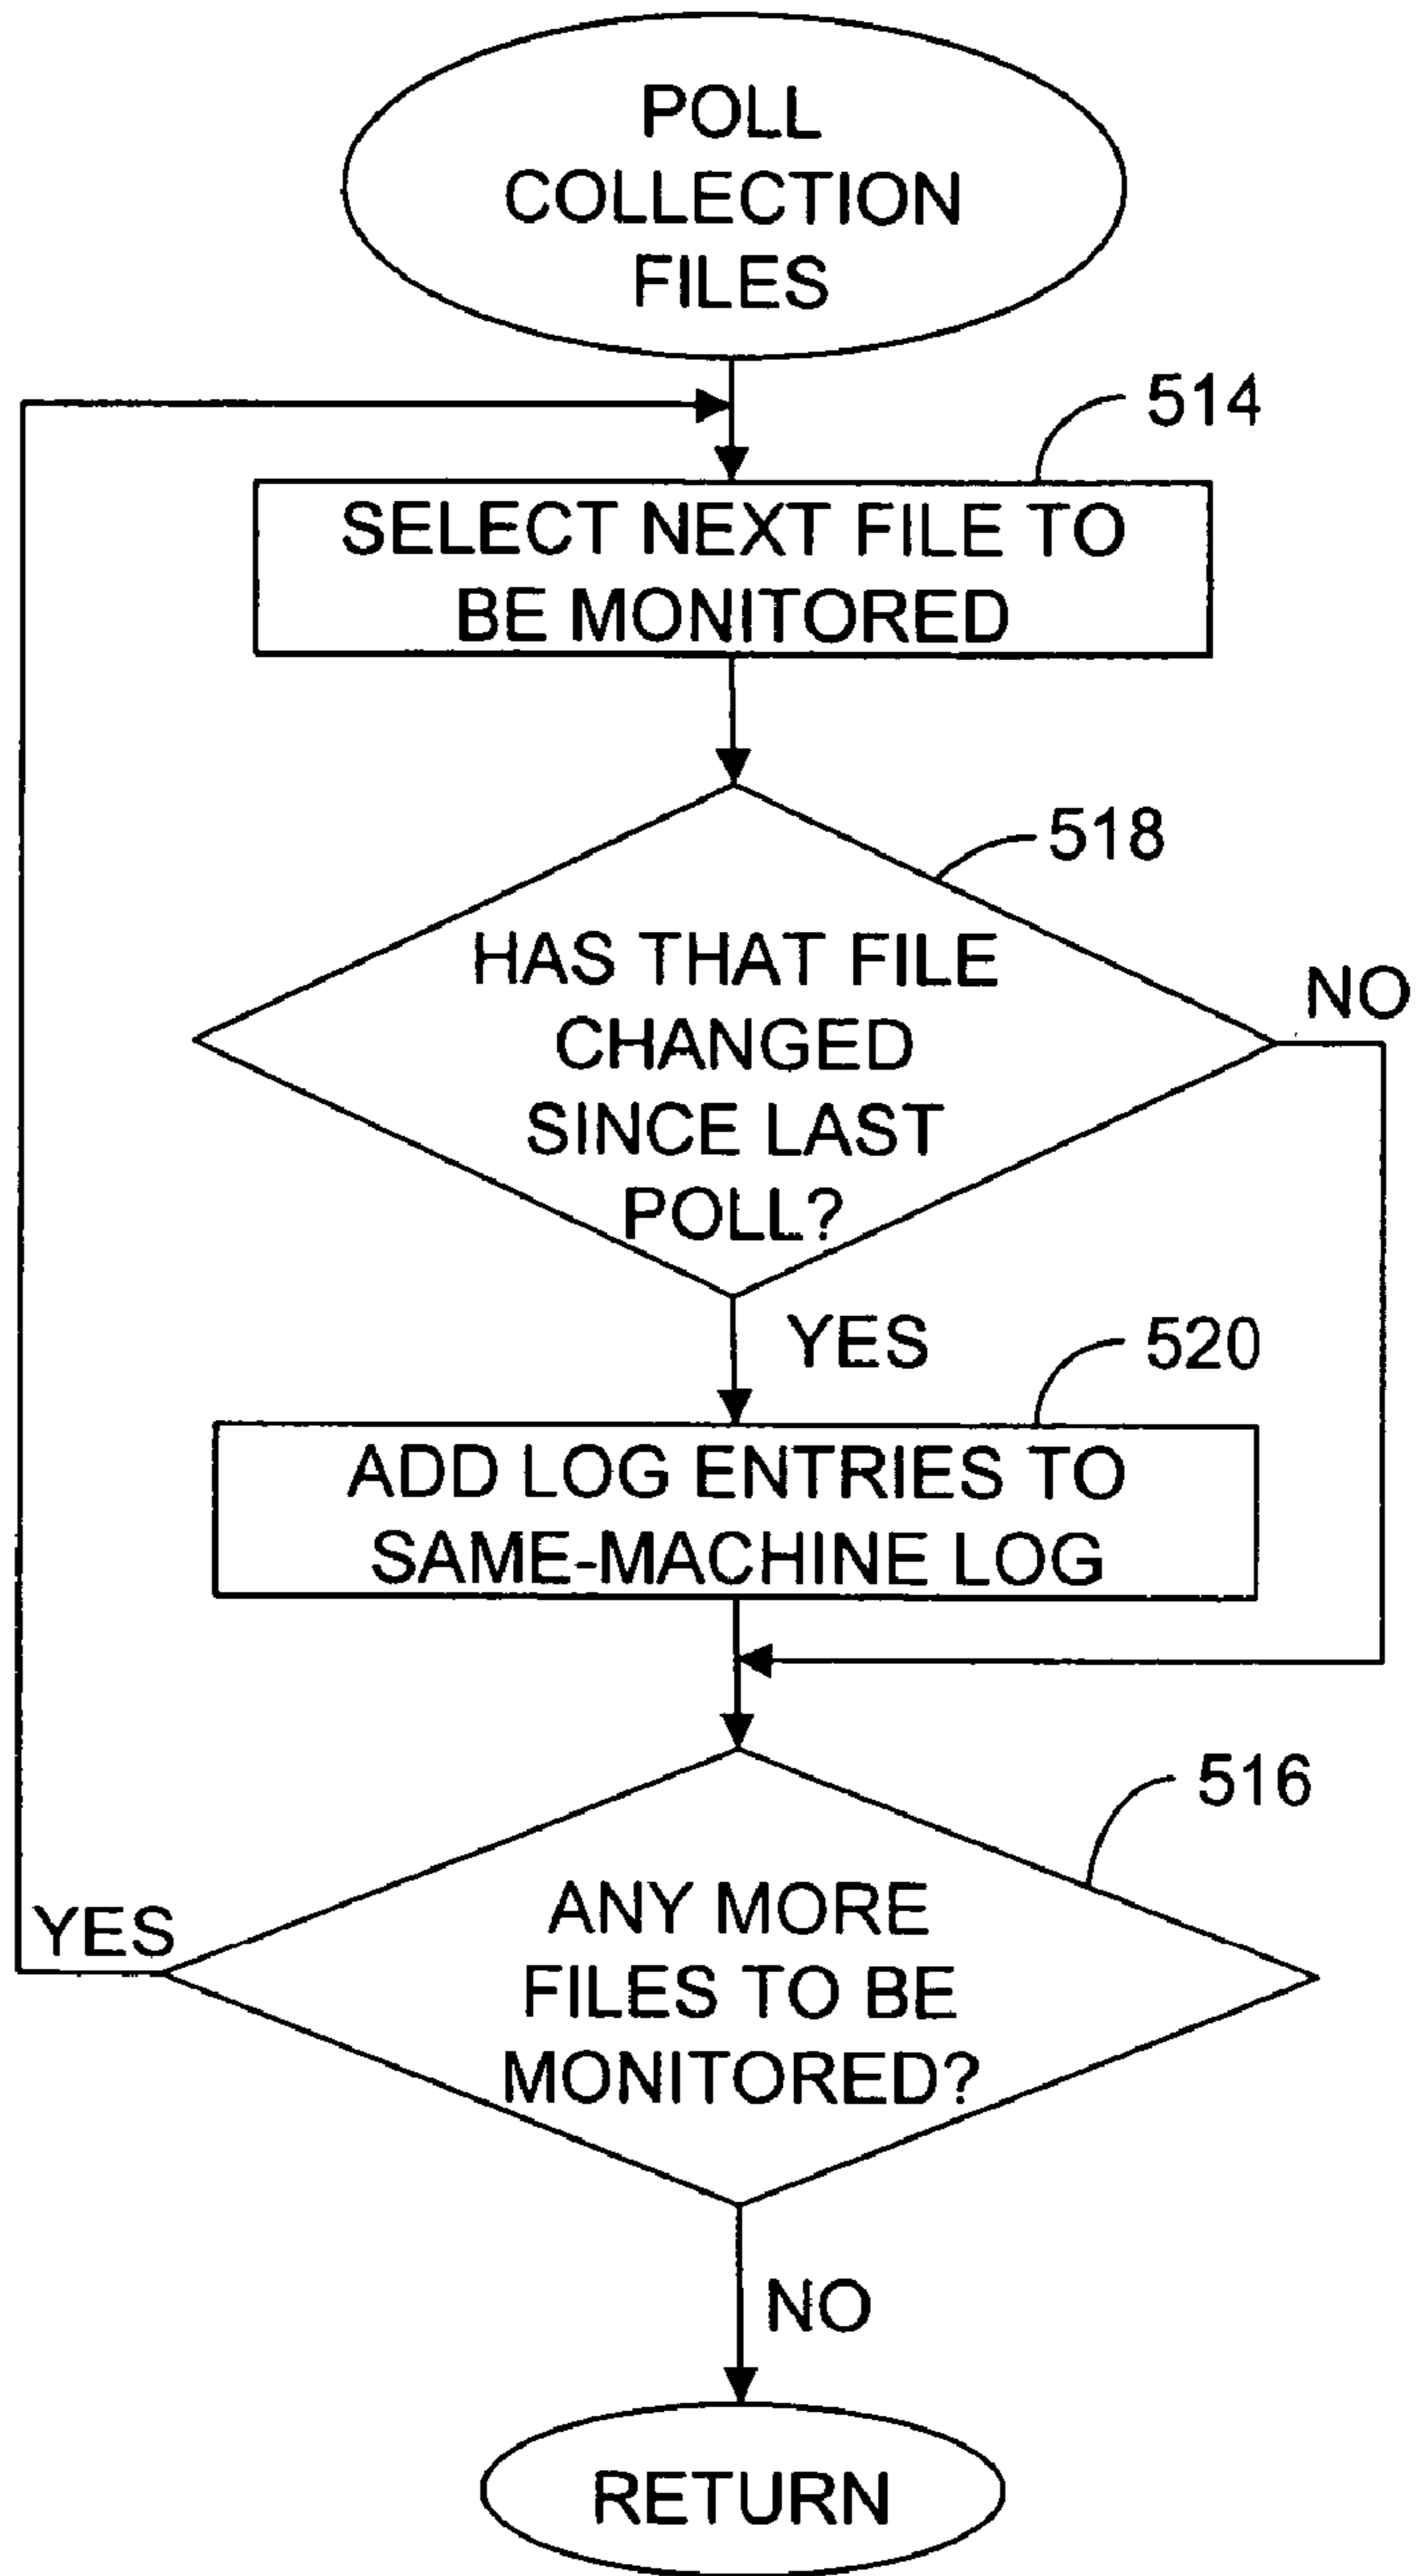 POLL
COLLECTION
FILES
514
SELECT NEXT FILE TO
BE MONITORED
518
HAS THAT FILE
CHANGED
SINCE LAST
POLL?
NO
YES
520
ADD LOG ENTRIES TO
SAME-MACHINE LOG
516
ANY MORE
FILES TO BE
MONITORED?
YES
NO
RETURN